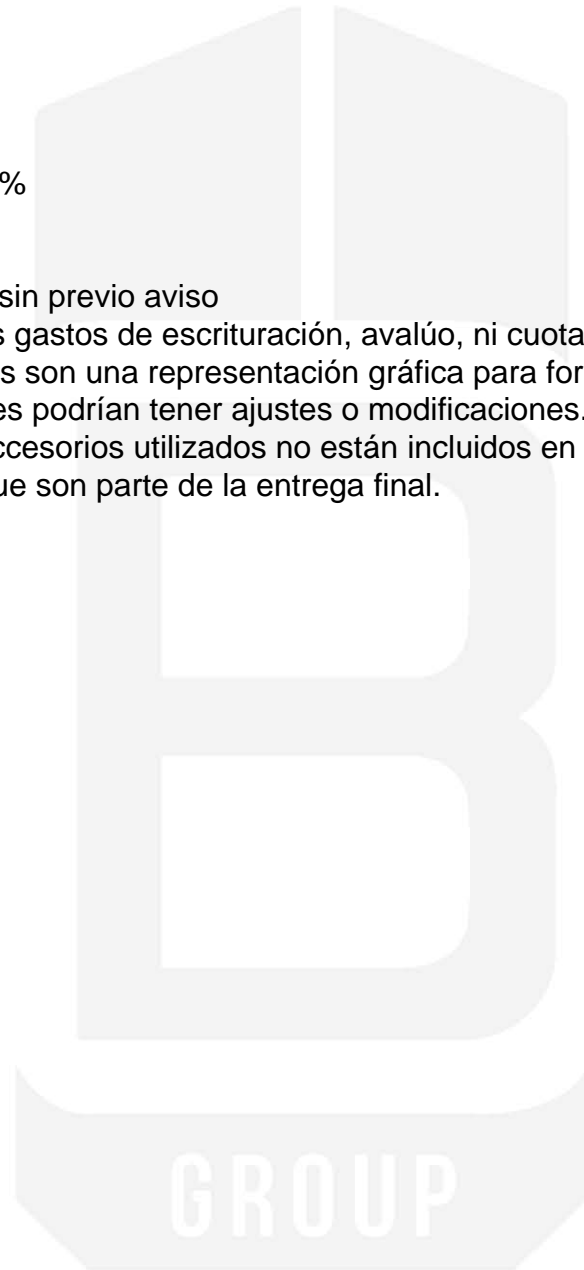 %
sin previo aviso
s gastos de escrituración, avalúo, ni cuota
s son una representación gráfica para for
es podrían tener ajustes o modificaciones.
ccesorios utilizados no están incluidos en
ue son parte de la entrega final.
B
GROUP